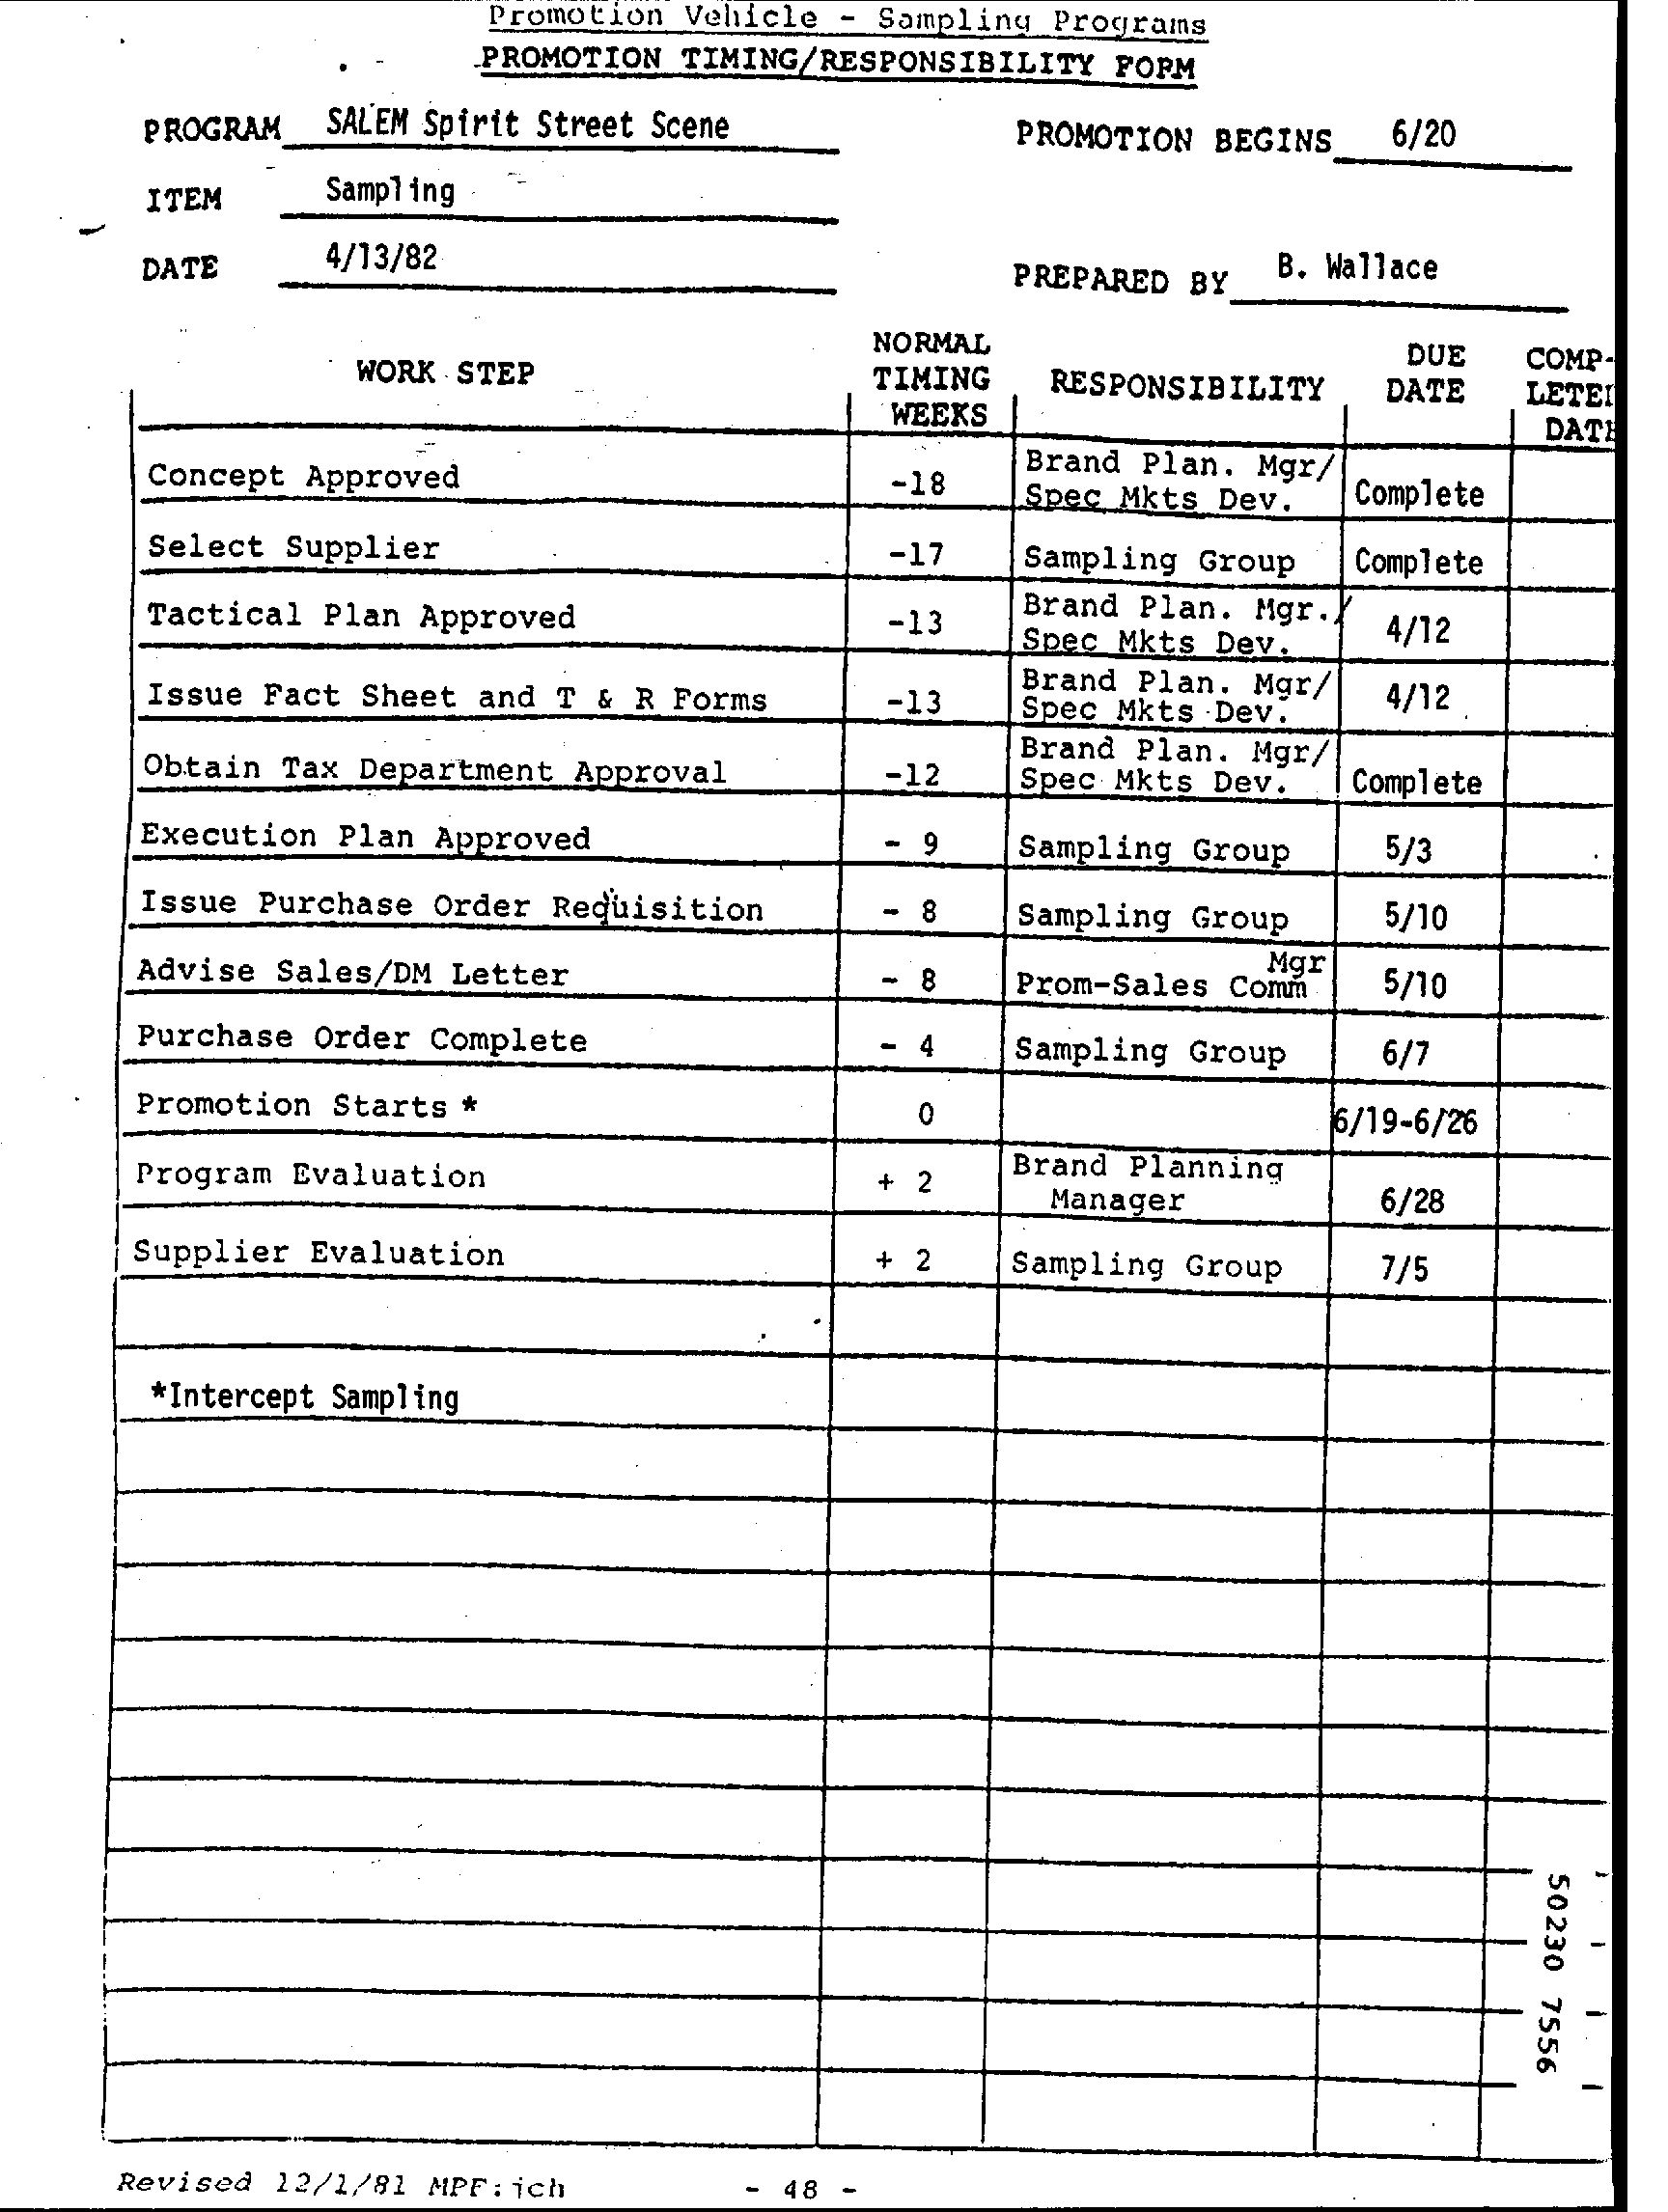 Promotion Vehicle - Sampling Programs
PROMOTION TIMING/RESPONSIBILITY FORM
PROGRAM SALEM Spirit Street Scene PROMOTION BEGINS 6/20
ITEM Sampling
DATE 4/13/82 PREPARED BY B. Wallace
WORK STEP NORMAL TIMING WEEKS RESPONSIBILITY DUE DATE COMP-LETED DATE
Concept Approved -18 Brand Plan. Mgr/ Spec Mkts Dev. Complete
Select Supplier -17 Sampling Group Complete
Tactical Plan Approved -13 Brand Plan. Mgr./ Spec Mkts Dev. 4/12
Issue Fact Sheet and T & R Forms -13 Brand Plan. Mgr/ Spec Mkts Dev. 4/12
Obtain Tax Department Approval -12 Brand Plan. Mgr/ Spec Mkts Dev. Complete
Execution Plan Approved - 9 Sampling Group 5/3
Issue Purchase Order Requisition - 8 Sampling Group 5/10
Advise Sales/DM Letter - 8 Mgr Prom-Sales Comm 5/10
Purchase Order Complete - 4 Sampling Group 6/7
Promotion Starts * 0 6/19-6/26
Program Evaluation + 2 Brand Planning Manager 6/28
Supplier Evaluation + 2 Sampling Group 7/5
*Intercept Sampling
50230 7556
Revised 12/1/81 MPF:jch - 48 -